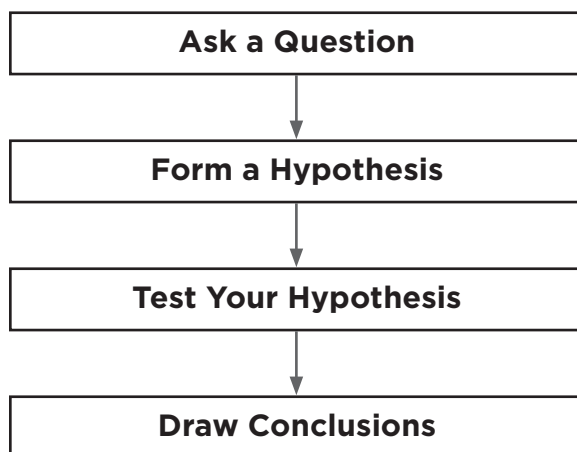 Ask a Question
Form a Hypothesis
Test Your Hypothesis
Draw Conclusions